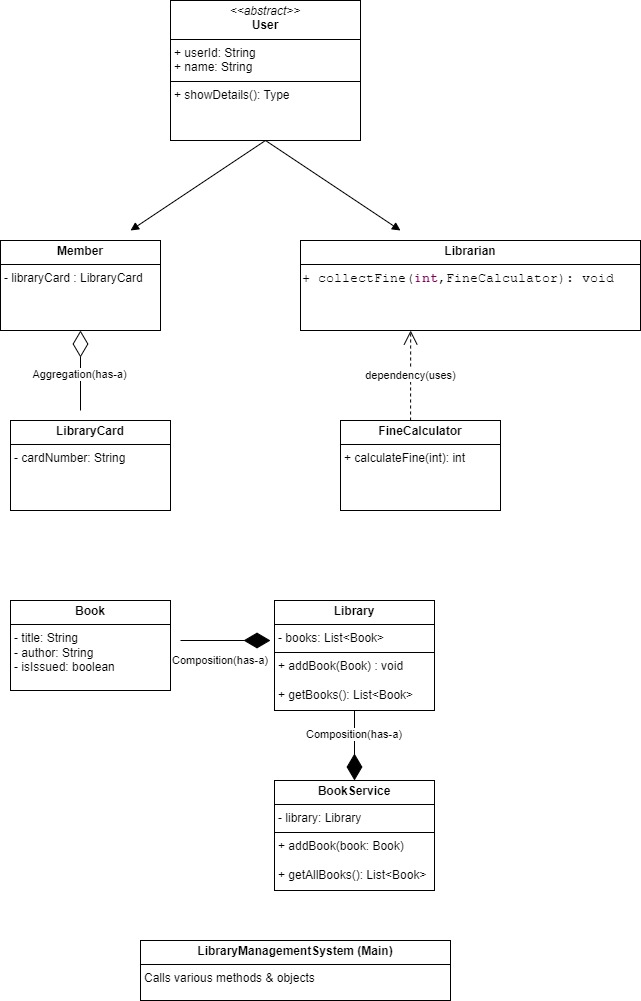 <<abstract>>
User
+ userId: String
+ name: String
+ showDetails(): Type
Member
- libraryCard : LibraryCard
Librarian
+ collectFine(int,FineCalculator): void
Aggregation(has-a)
dependency(uses)
LibraryCard
- cardNumber: String
FineCalculator
+ calculateFine(int): int
Book
- title: String
- author: String
- isIssued: boolean
Composition(has-a)
Library
- books: List<Book>
+ addBook(Book) : void
+ getBooks(): List<Book>
Composition(has-a)
BookService
- library: Library
+ addBook(book: Book)
+ getAllBooks(): List<Book>
LibraryManagementSystem (Main)
Calls various methods & objects